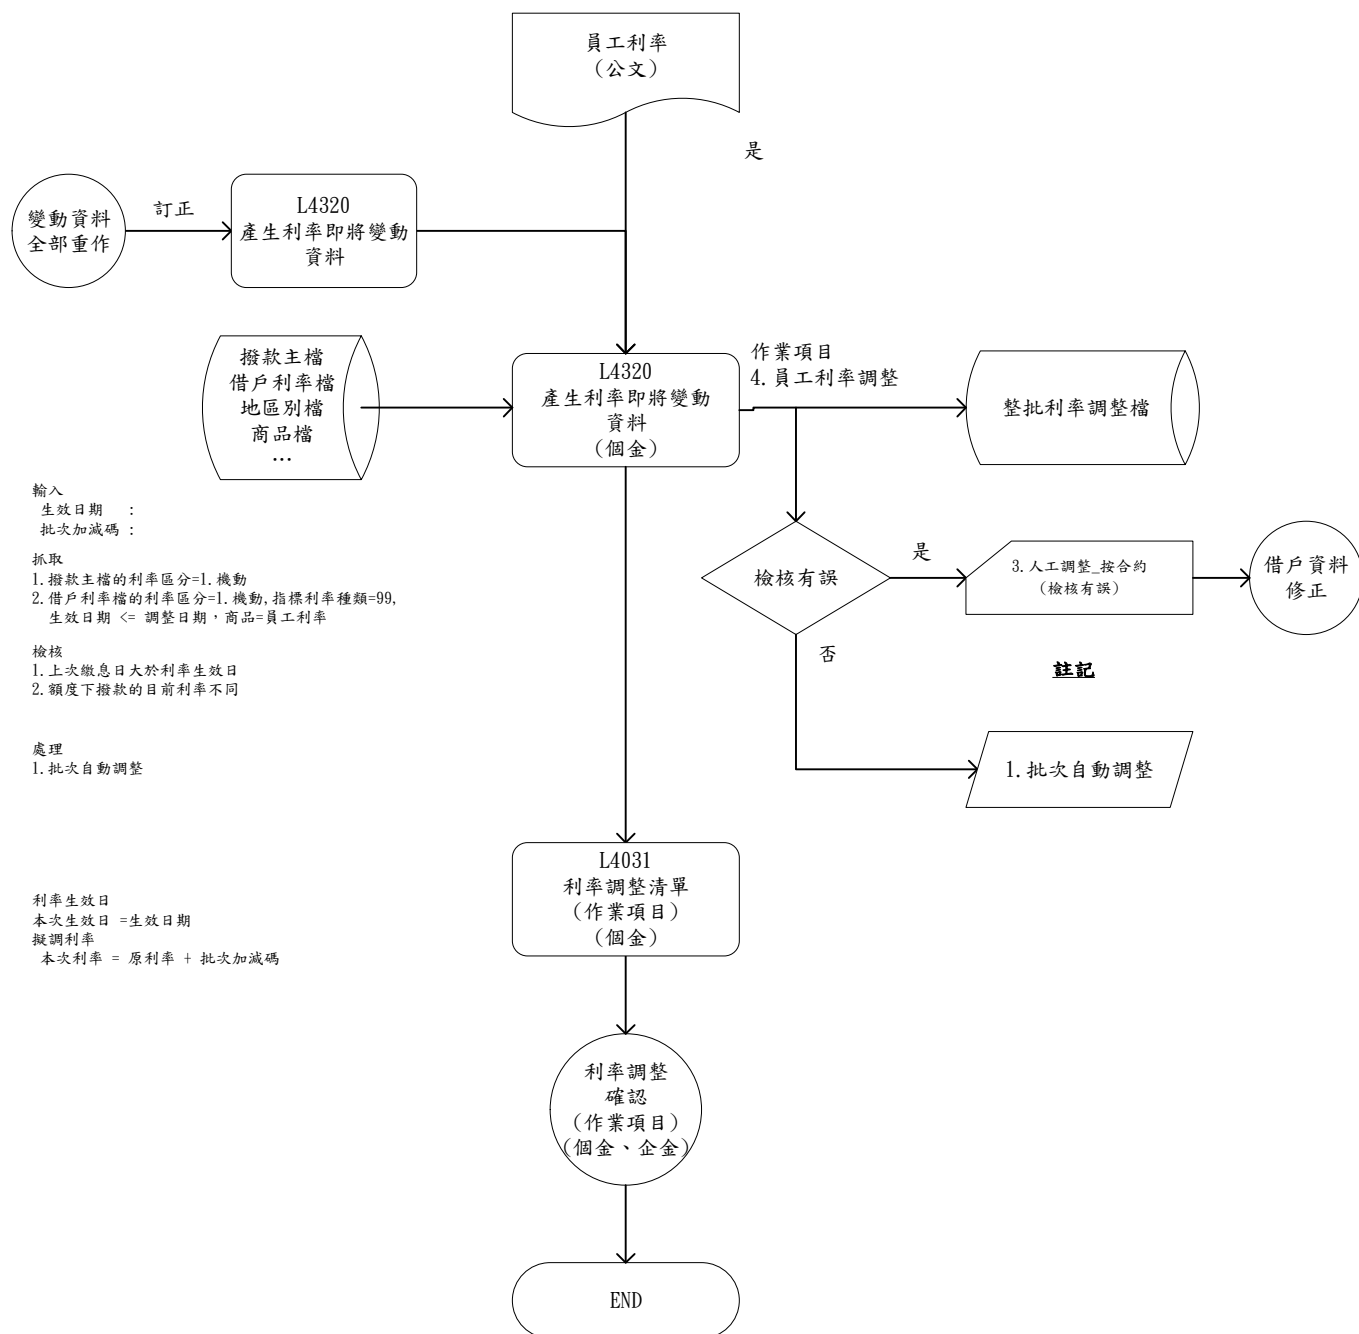 員工利率
(公文)
是
變動資料
全部重作
訂正
L4320
產生利率即將變動
資料
撥款主檔
借戶利率檔
地區別檔
商品檔
...
L4320
產生利率即將變動
資料
(個金)
作業項目
4.員工利率調整
整批利率調整檔
輸入
生效日期 :
批次加減碼 :
抓取
1.撥款主檔的利率區分=1.機動
2.借戶利率檔的利率區分=1.機動,指標利率種類=99,
生效日期 <= 調整日期，商品=員工利率
檢核
1.上次繳息日大於利率生效日
2.額度下撥款的目前利率不同
處理
1.批次自動調整
檢核有誤
是
3.人工調整_按合約
(檢核有誤)
借戶資料
修正
否
註記
1.批次自動調整
L4031
利率調整清單
(作業項目)
(個金)
利率生效日
本次生效日 =生效日期
擬調利率
本次利率 = 原利率 + 批次加減碼
利率調整
確認
(作業項目)
(個金、企金)
END